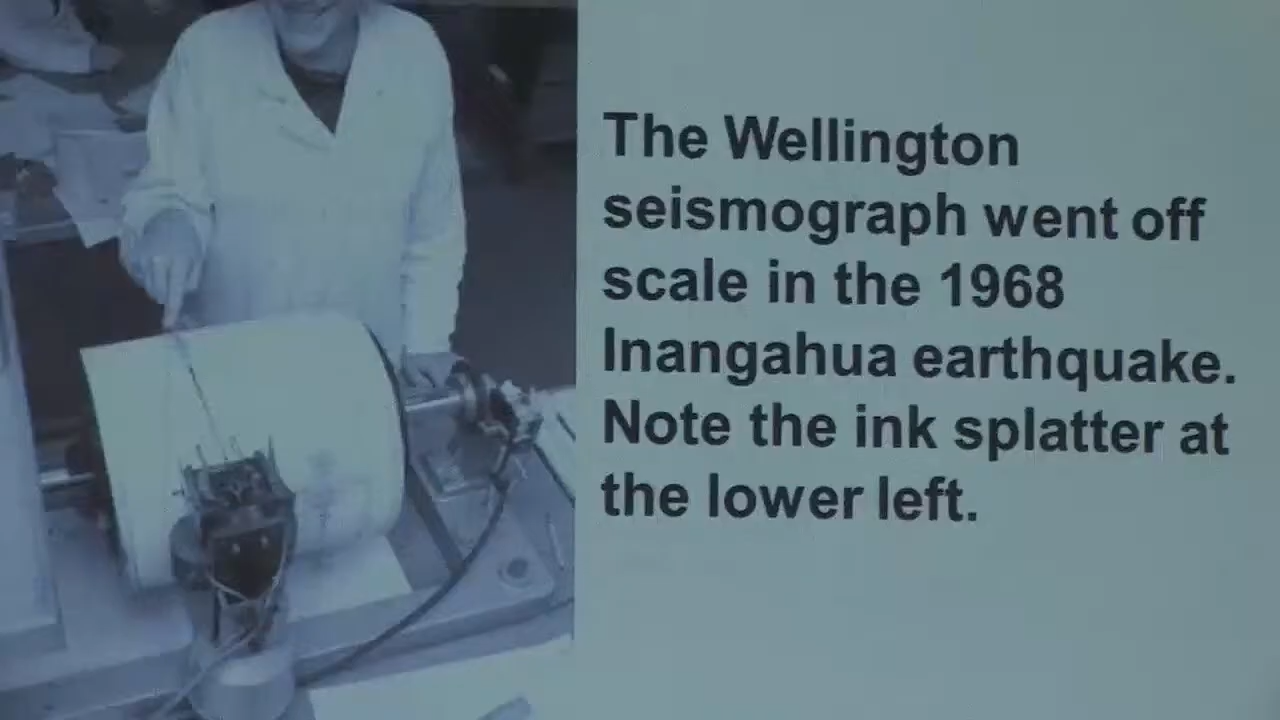 The Wellington
seismograph went off
scale in the 1968
Inangahua earthquake.
Note the ink splatter at
the lower left.